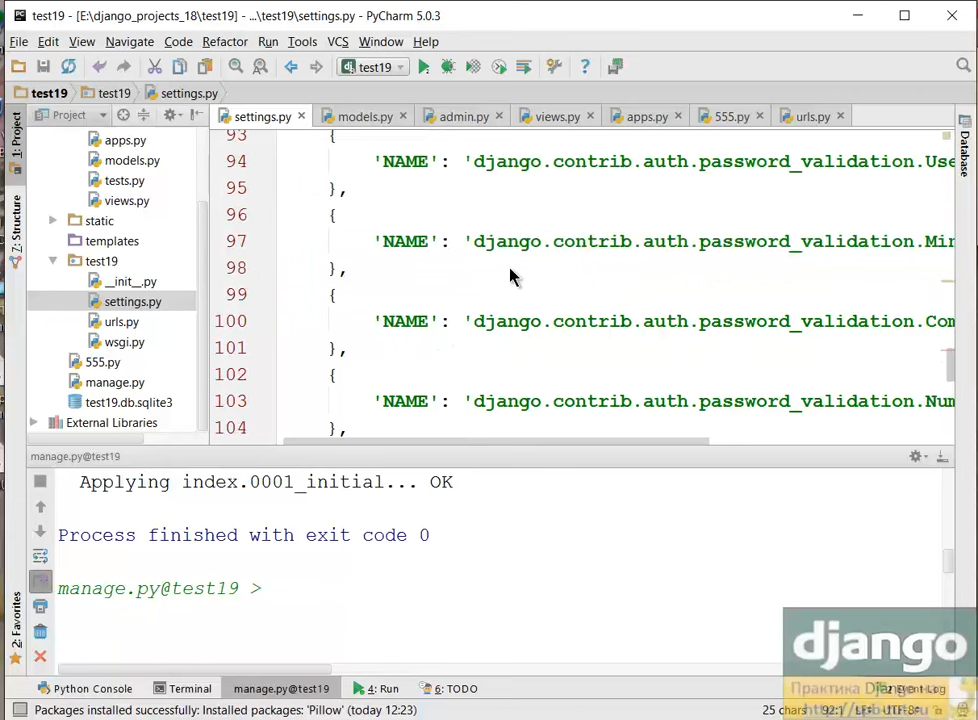 test19 - [E:\django_projects_18\test19] - ...\test19\settings.py - PyCharm 5.0.3
File Edit View Navigate Code Refactor Run Tools VCS Window Help
test19
test19 test19 settings.py
Project
settings.py models.py admin.py views.py apps.py 555.py urls.py
1: Project
7: Structure
2: Favorites
Database
apps.py
models.py
tests.py
views.py
static
templates
test19
__init__.py
settings.py
urls.py
wsgi.py
555.py
manage.py
test19.db.sqlite3
External Libraries
93 {
94 'NAME': 'django.contrib.auth.password_validation.Use
95 },
96 {
97 'NAME': 'django.contrib.auth.password_validation.Min
98 },
99 {
100 'NAME': 'django.contrib.auth.password_validation.Com
101 },
102 {
103 'NAME': 'django.contrib.auth.password_validation.Num
104 },
manage.py@test19
Applying index.0001_initial... OK
Process finished with exit code 0
manage.py@test19 >
django
Практика Django
Python Console Terminal manage.py@test19 4: Run 6: TODO Event Log
Packages installed successfully: Installed packages: 'Pillow' (today 12:23) 25 chars 92:1